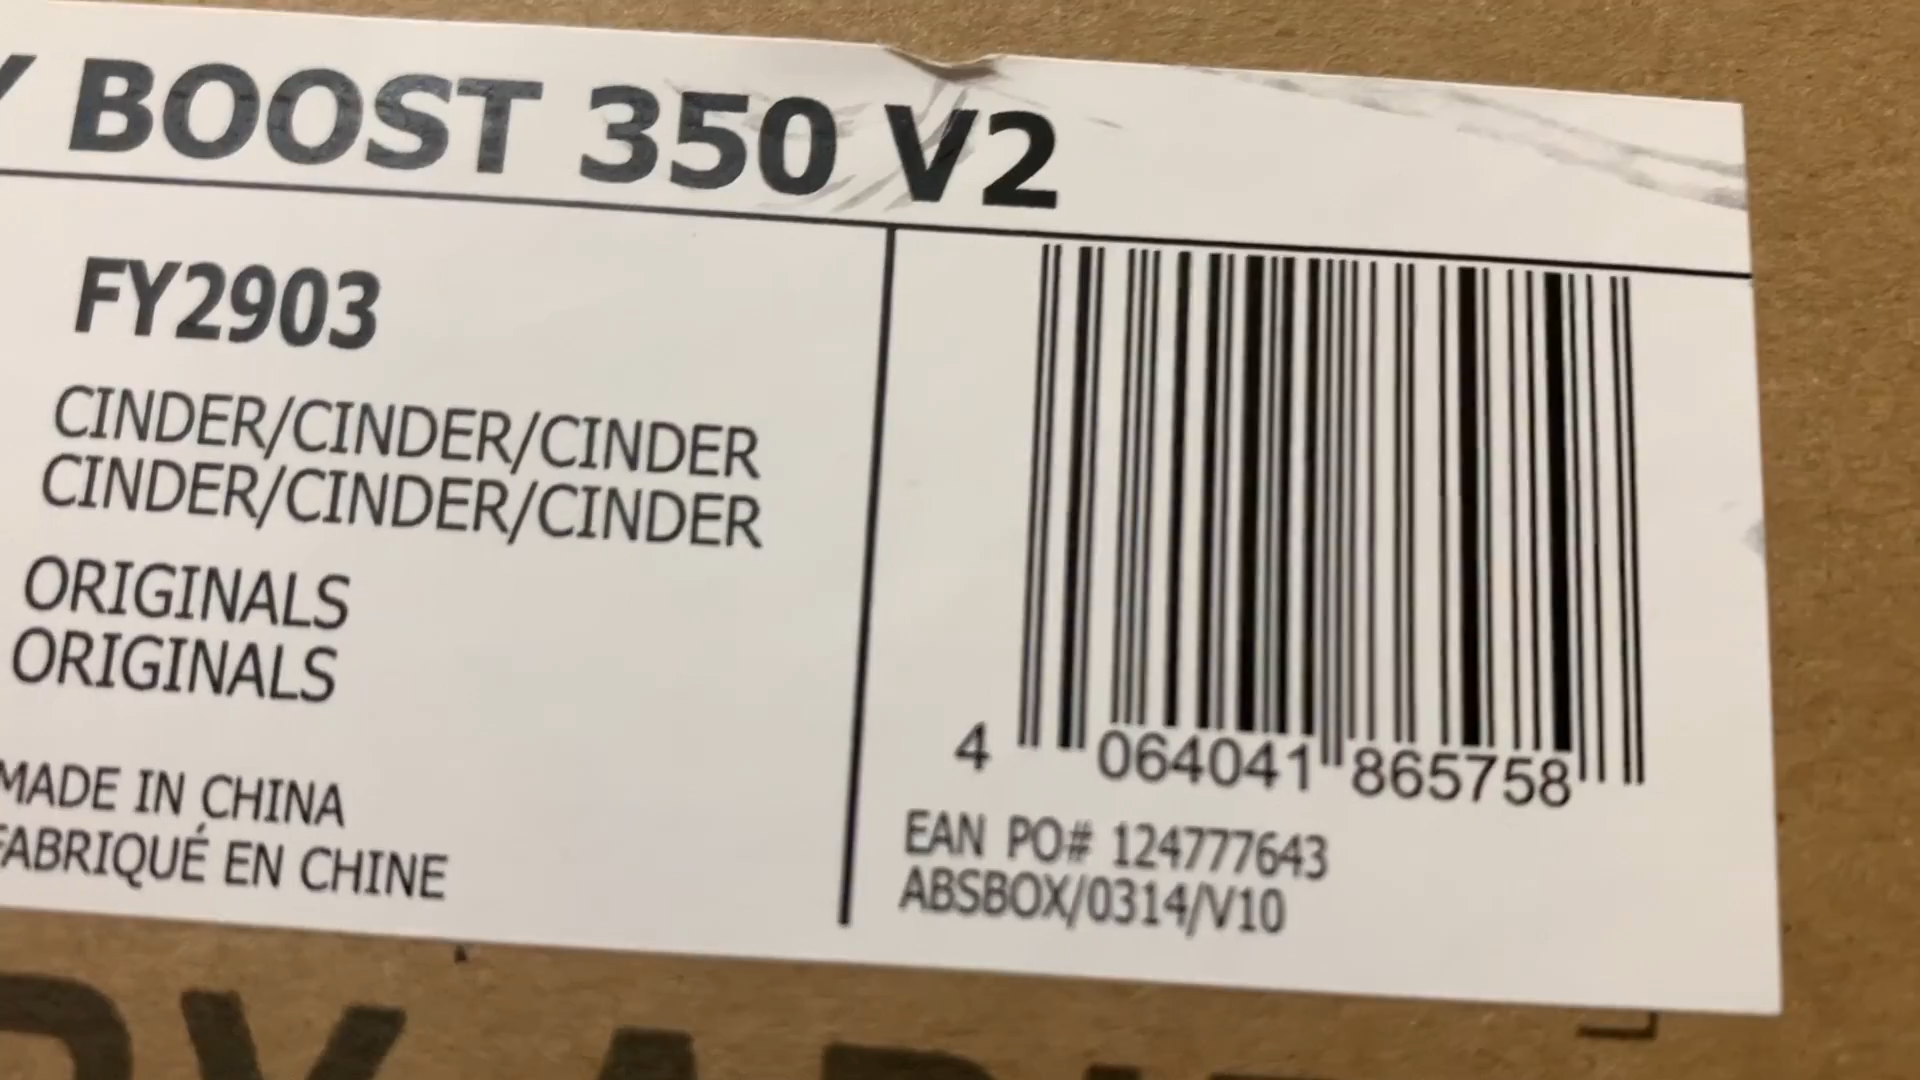 Y BOOST 350 V2
FY2903
CINDER/CINDER/CINDER
CINDER/CINDER/CINDER
ORIGINALS
ORIGINALS
MADE IN CHINA
FABRIQUÉ EN CHINE
4 064041 865758
EAN PO# 124777643
ABSBOX/0314/V10